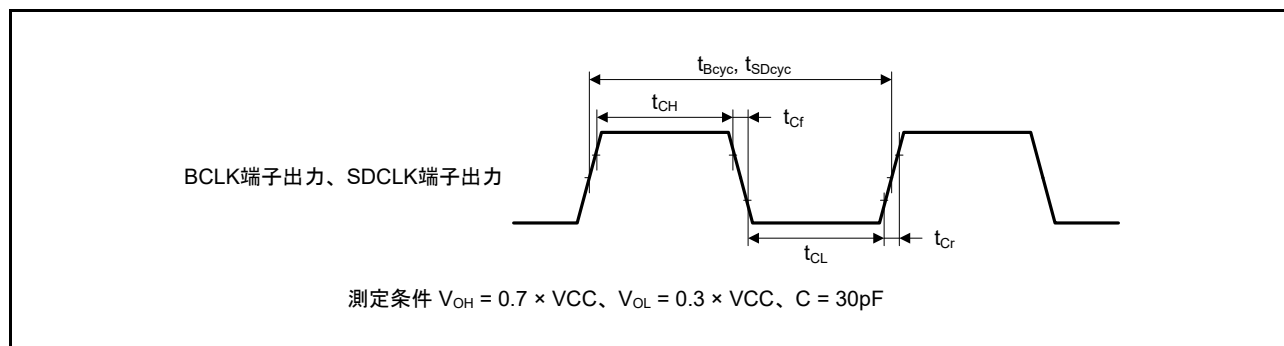 tBcyc, tSDcyc
tCH
tCf
BCLK端子出力、SDCLK端子出力
tCL
tCr
測定条件 VOH = 0.7 × VCC、VOL = 0.3 × VCC、C = 30pF